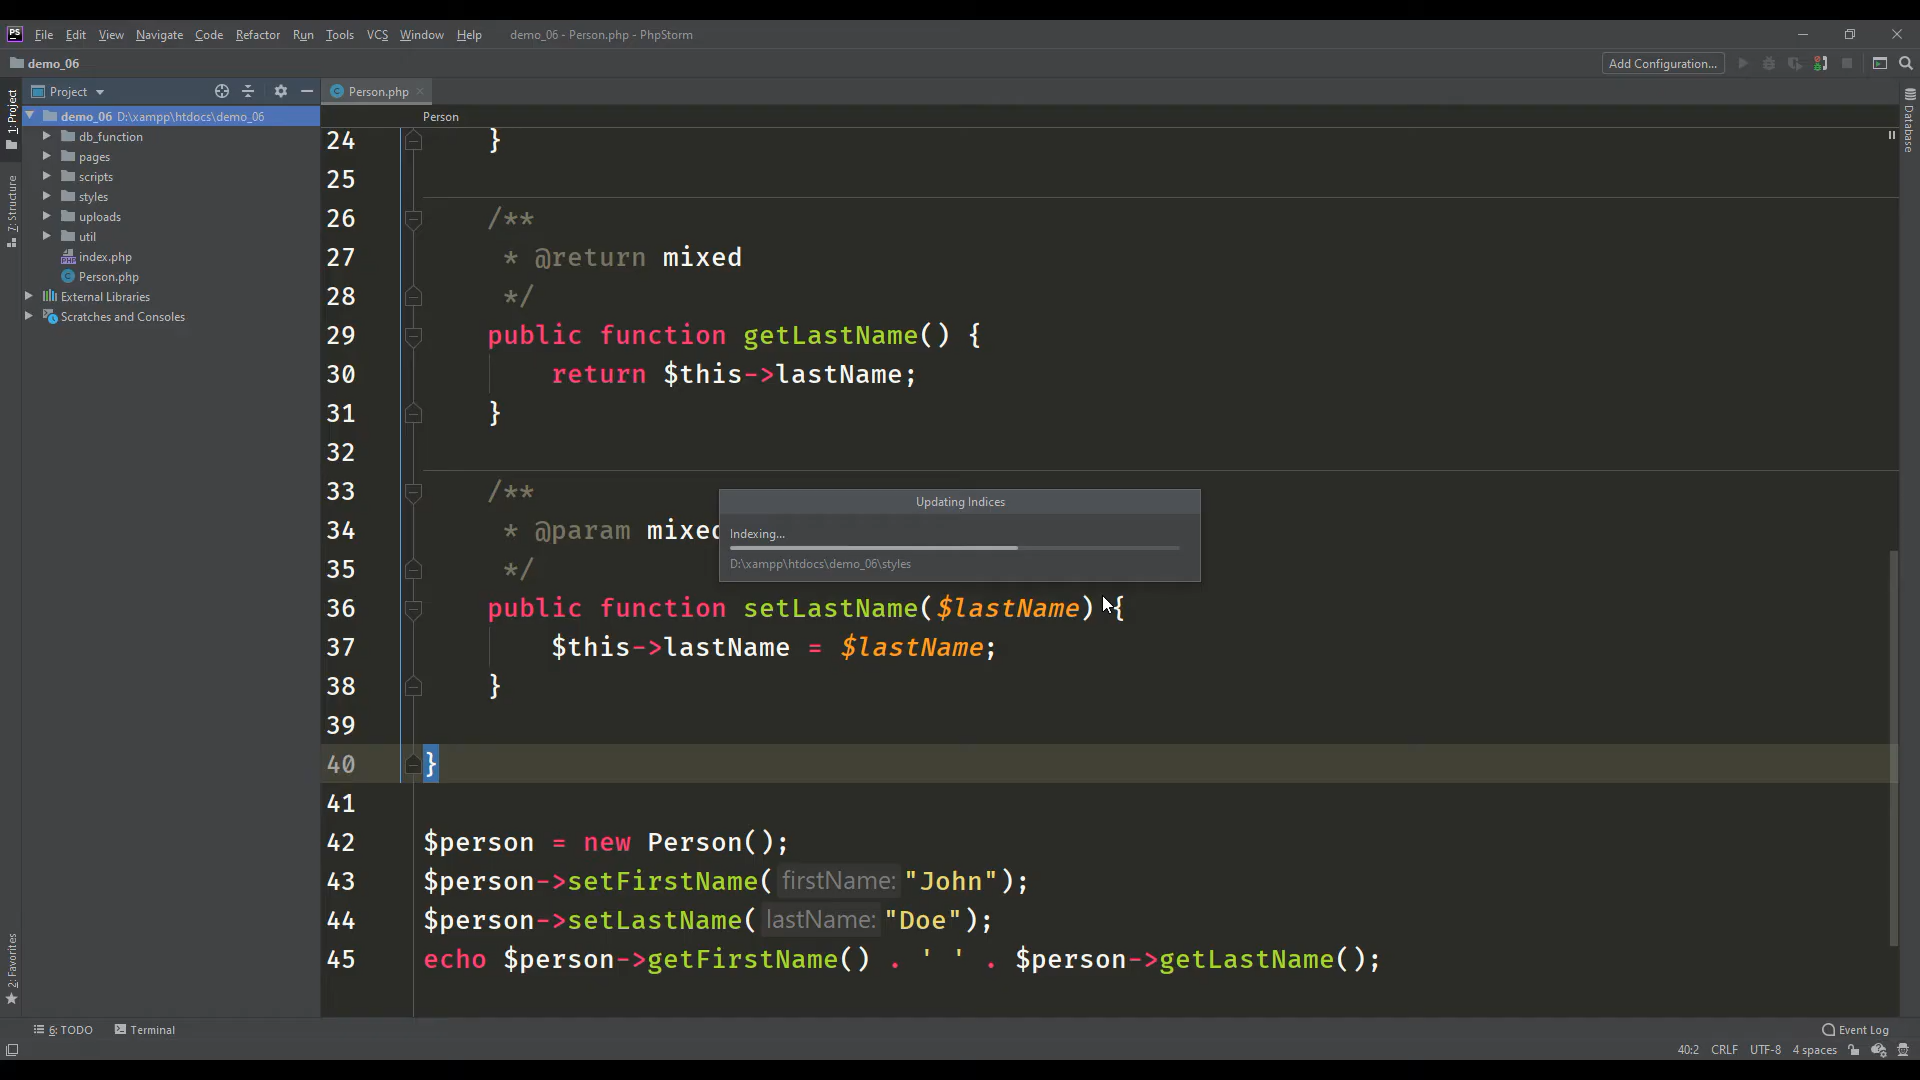 PS File Edit View Navigate Code Refactor Run Tools VCS Window Help demo_06 - Person.php - PhpStorm
demo_06 Add Configuration...
Project Person.php
demo_06 D:\xampp\htdocs\demo_06 Person
db_function
pages
scripts
styles
uploads
util
index.php
Person.php
External Libraries
Scratches and Consoles
1: Project
7: Structure
2: Favorites
Database
24 }
25
26 /**
27 * @return mixed
28 */
29 public function getLastName() {
30 return $this->lastName;
31 }
32
33 /**
34 * @param mixed
35 */
36 public function setLastName($lastName) {
37 $this->lastName = $lastName;
38 }
39
40 }
41
42 $person = new Person();
43 $person->setFirstName( firstName: "John");
44 $person->setLastName( lastName: "Doe");
45 echo $person->getFirstName() . ' ' . $person->getLastName();
Updating Indices
Indexing...
D:\xampp\htdocs\demo_06\styles
6: TODO Terminal Event Log
40:2 CRLF UTF-8 4 spaces